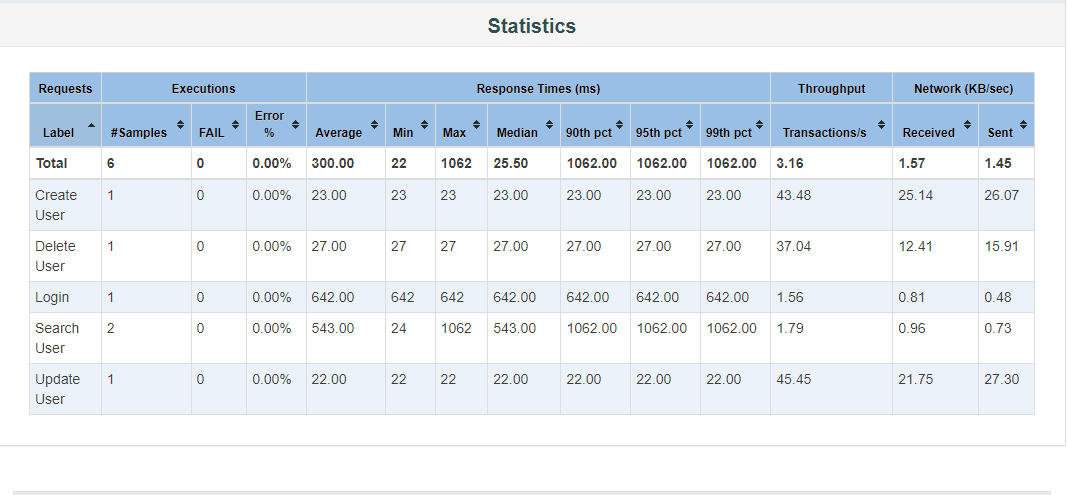 Statistics
Requests Executions Response Times (ms) Throughput Network (KB/sec)
Label #Samples FAIL Error % Average Min Max Median 90th pct 95th pct 99th pct Transactions/s Received Sent
Total 6 0 0.00% 300.00 22 1062 25.50 1062.00 1062.00 1062.00 3.16 1.57 1.45
Create User 1 0 0.00% 23.00 23 23 23.00 23.00 23.00 23.00 43.48 25.14 26.07
Delete User 1 0 0.00% 27.00 27 27 27.00 27.00 27.00 27.00 37.04 12.41 15.91
Login 1 0 0.00% 642.00 642 642 642.00 642.00 642.00 642.00 1.56 0.81 0.48
Search User 2 0 0.00% 543.00 24 1062 543.00 1062.00 1062.00 1062.00 1.79 0.96 0.73
Update User 1 0 0.00% 22.00 22 22 22.00 22.00 22.00 22.00 45.45 21.75 27.30